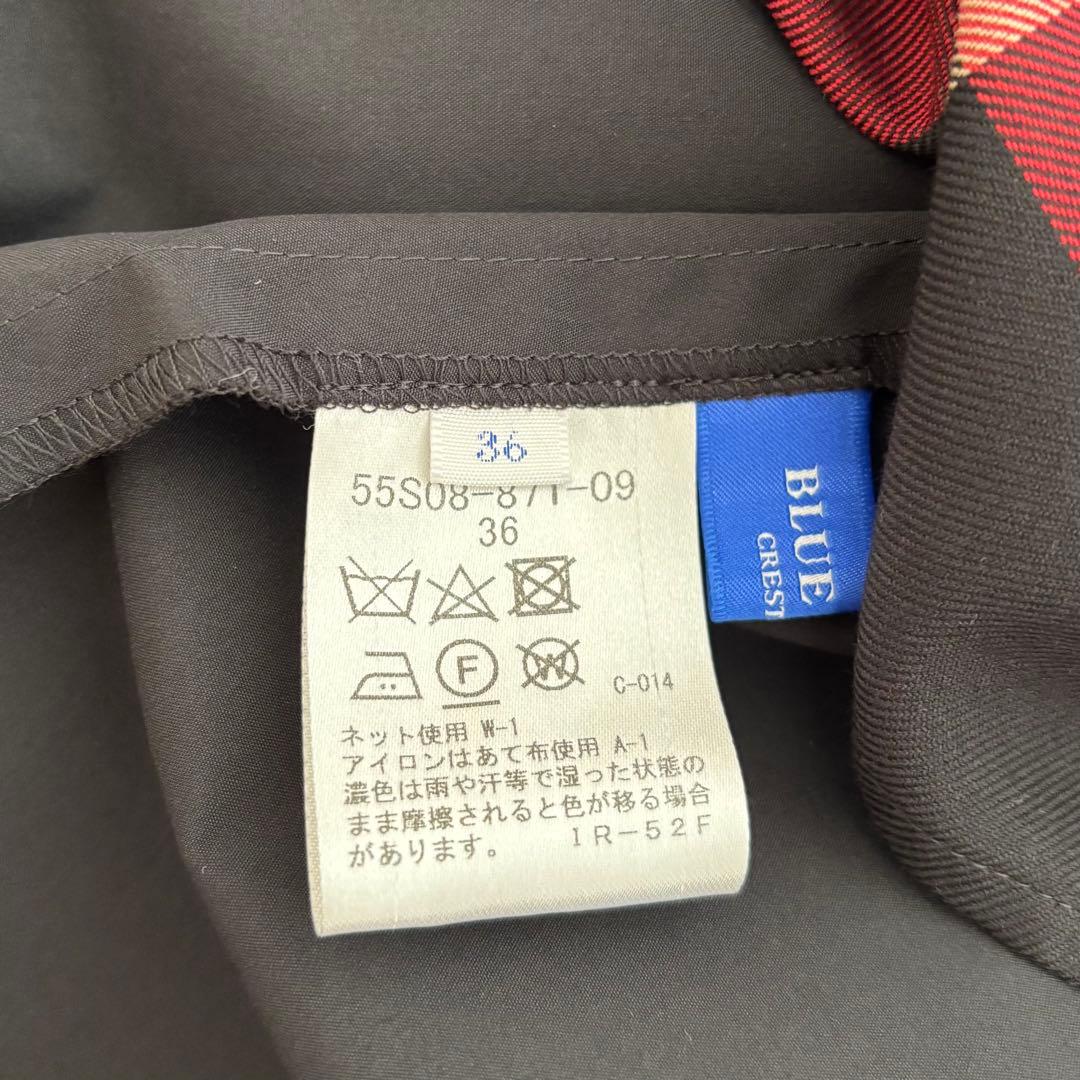 36
55S08-871-09
36
F
W
C-014
ネット使用 W-1
アイロンはあて布使用 A-1
濃色は雨や汗等で湿った状態の
まま摩擦されると色が移る場合
があります。 IR-52F
BLUE
CREST